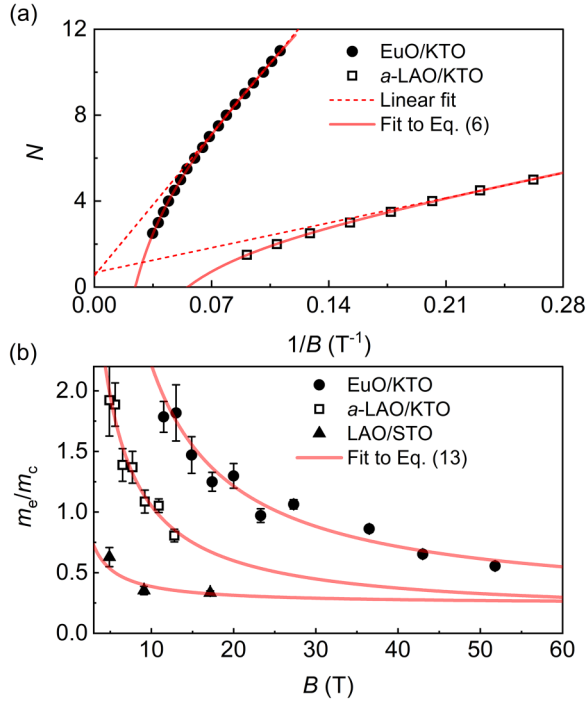 (a)
12
8
4
0
N
EuO/KTO
a-LAO/KTO
Linear fit
Fit to Eq. (6)
0.00 0.07 0.14 0.21 0.28
1/B (T⁻¹)
(b)
2.0
1.5
1.0
0.5
0.0
mₑ/m꜀
EuO/KTO
a-LAO/KTO
LAO/STO
Fit to Eq. (13)
10 20 30 40 50 60
B (T)